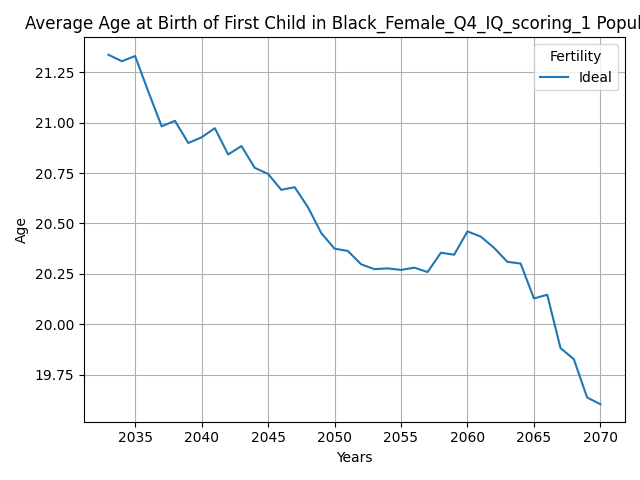 Average Age at Birth of First Child in Black_Female_Q4_IQ_scoring_1 Popul
Fertility
Ideal
21.25
21.00
20.75
20.50
20.25
20.00
19.75
Age
2035 2040 2045 2050 2055 2060 2065 2070
Years